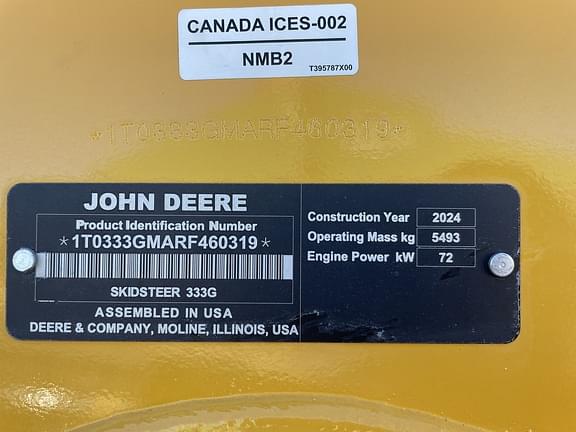 CANADA ICES-002
NMB2
T395787X00
*1T0333GMARF460319*
JOHN DEERE
Product Identification Number
*1T0333GMARF460319*
SKIDSTEER 333G
ASSEMBLED IN USA
DEERE & COMPANY, MOLINE, ILLINOIS, USA
Construction Year 2024
Operating Mass kg 5493
Engine Power kW 72